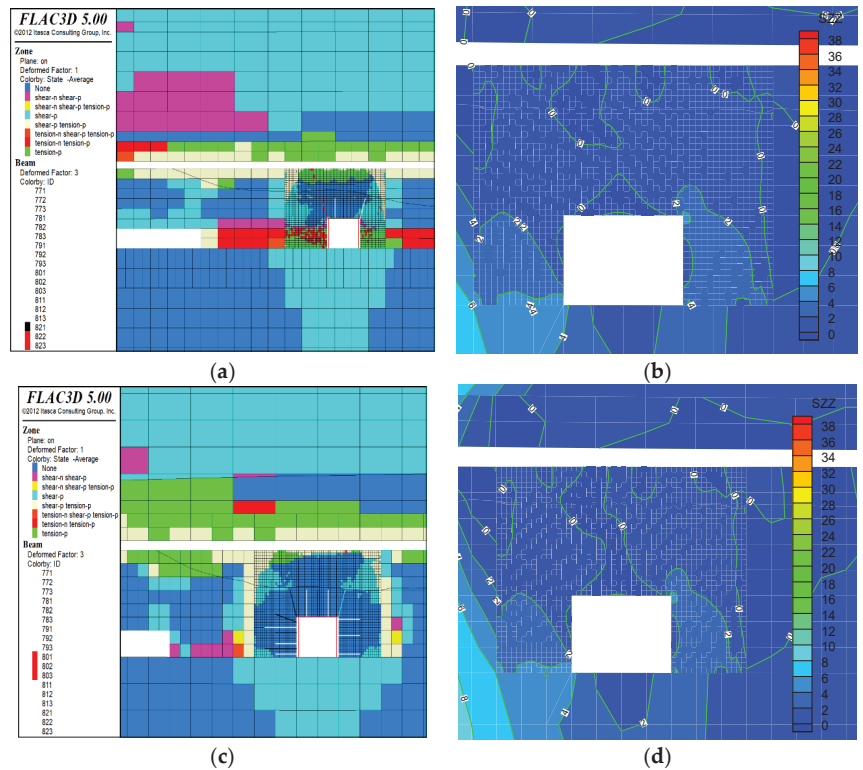 FLAC3D 5.00
©2012 Itasca Consulting Group, Inc.
Zone
Plane: on
Deformed Factor: 1
Colorby: State -Average
None
shear-n shear-p
shear-n shear-p tension-p
shear-p
shear-p tension-p
tension-n shear-p tension-p
tension-n tension-p
tension-p
Beam
Deformed Factor: 3
Colorby: ID
771
772
773
781
782
783
791
792
793
801
802
803
811
812
813
821
822
823
(a)
SZZ
38
36
34
32
30
28
26
24
22
20
18
16
14
12
10
8
6
4
2
0
(b)
FLAC3D 5.00
©2012 Itasca Consulting Group, Inc.
Zone
Plane: on
Deformed Factor: 1
Colorby: State -Average
None
shear-n shear-p
shear-n shear-p tension-p
shear-p
shear-p tension-p
tension-n shear-p tension-p
tension-n tension-p
tension-p
Beam
Deformed Factor: 3
Colorby: ID
771
772
773
781
782
783
791
792
793
801
802
803
811
812
813
821
822
823
(c)
SZZ
38
36
34
32
30
28
26
24
22
20
18
16
14
12
10
8
6
4
2
0
(d)